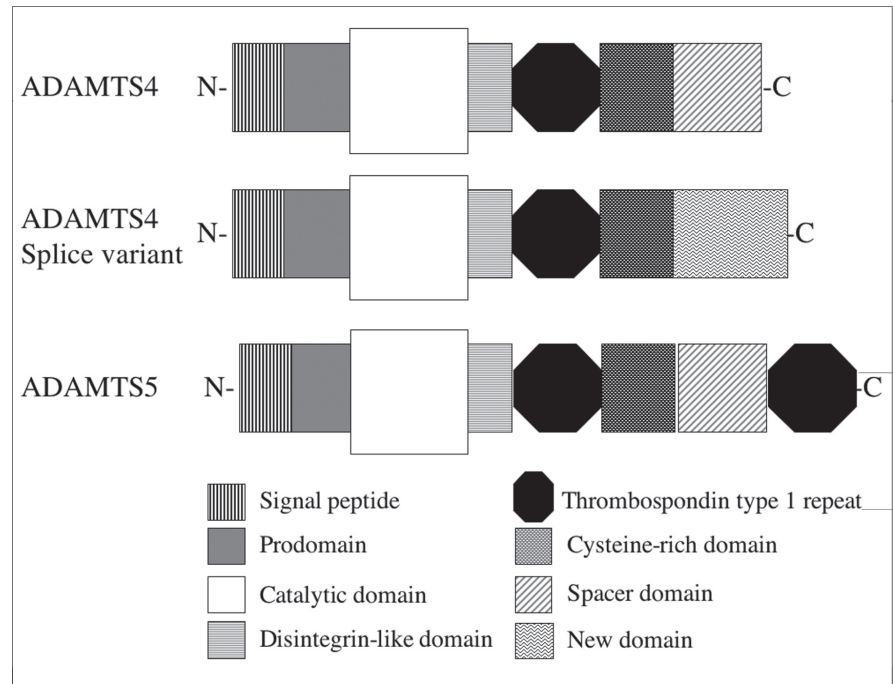 ADAMTS4 N- -C
ADAMTS4
Splice variant
N- -C
ADAMTS5 N- -C
Signal peptide
Prodomain
Catalytic domain
Disintegrin-like domain
Thrombospondin type 1 repeat
Cysteine-rich domain
Spacer domain
New domain